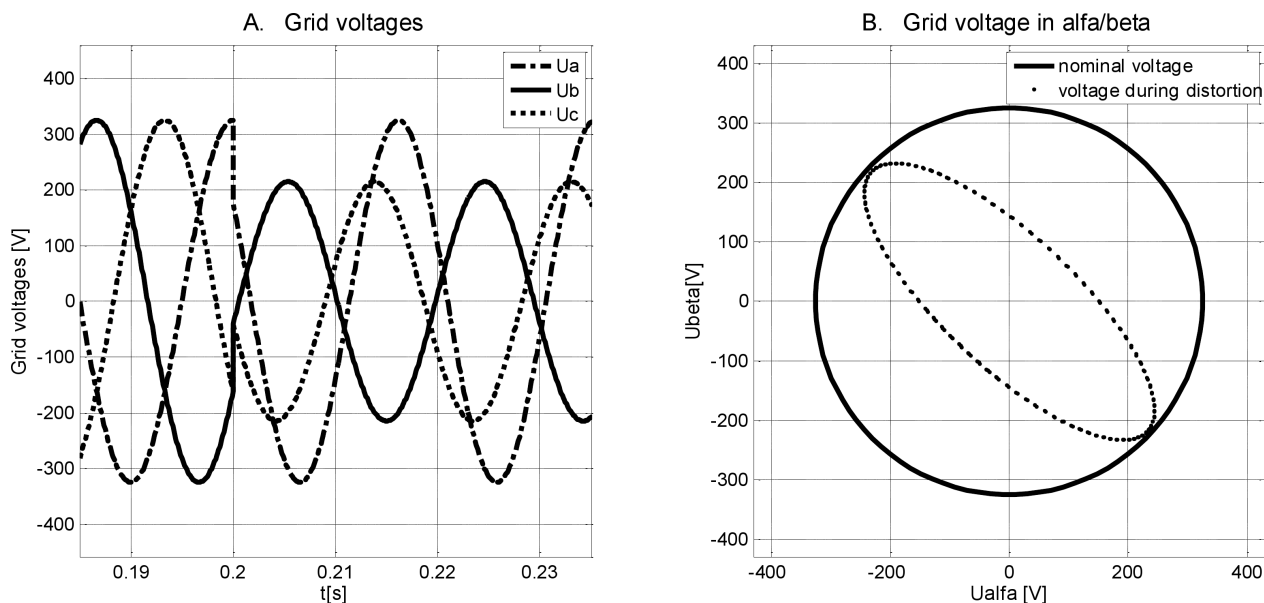 A. Grid voltages
Ua
Ub
Uc
400
300
200
100
0
-100
-200
-300
-400
Grid voltages [V]
0.19
0.2
0.21
0.22
0.23
t[s]
B. Grid voltage in alfa/beta
nominal voltage
voltage during distortion
400
300
200
100
0
-100
-200
-300
-400
Ubeta[V]
-400
-200
0
200
400
Ualfa [V]